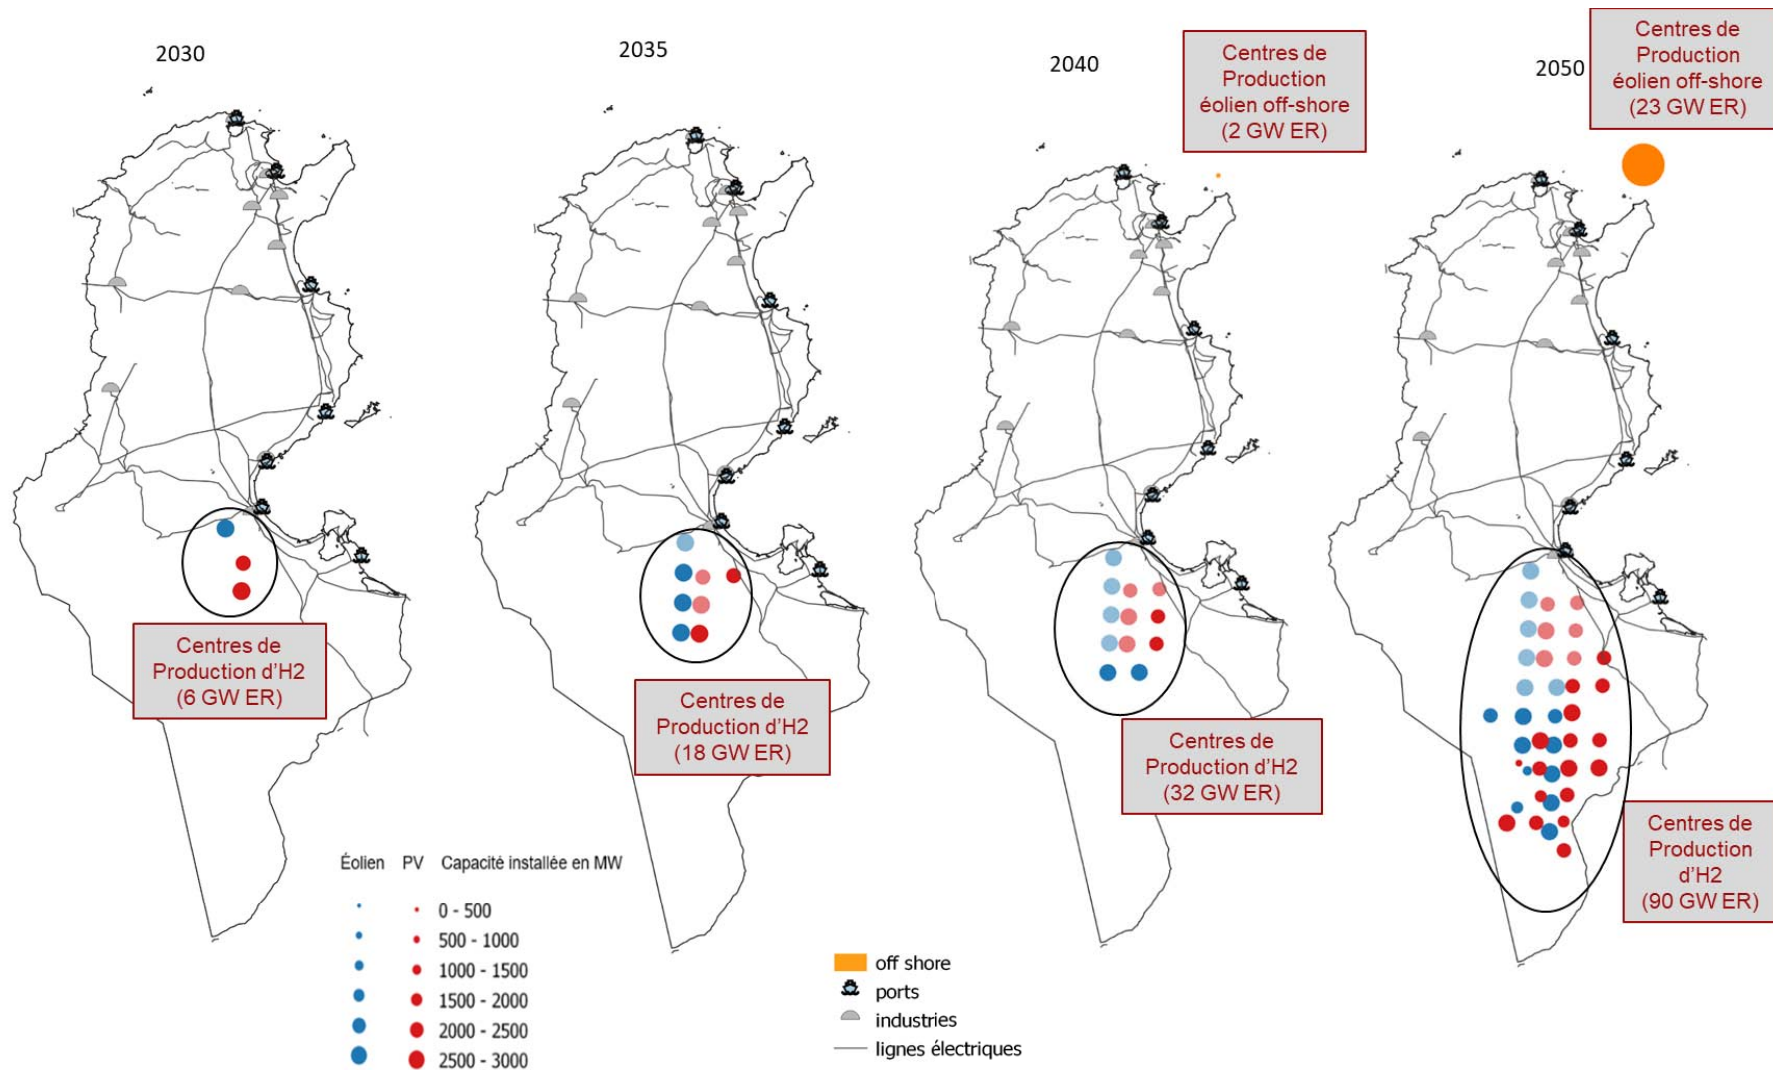 2030
2035
2040
2050
Centres de
Production
éolien off-shore
(2 GW ER)
Centres de
Production
éolien off-shore
(23 GW ER)
Centres de
Production d'H2
(6 GW ER)
Centres de
Production d'H2
(18 GW ER)
Centres de
Production d'H2
(32 GW ER)
Centres de
Production
d'H2
(90 GW ER)
Éolien PV Capacité installée en MW
0 - 500
500 - 1000
1000 - 1500
1500 - 2000
2000 - 2500
2500 - 3000
off shore
ports
industries
lignes électriques